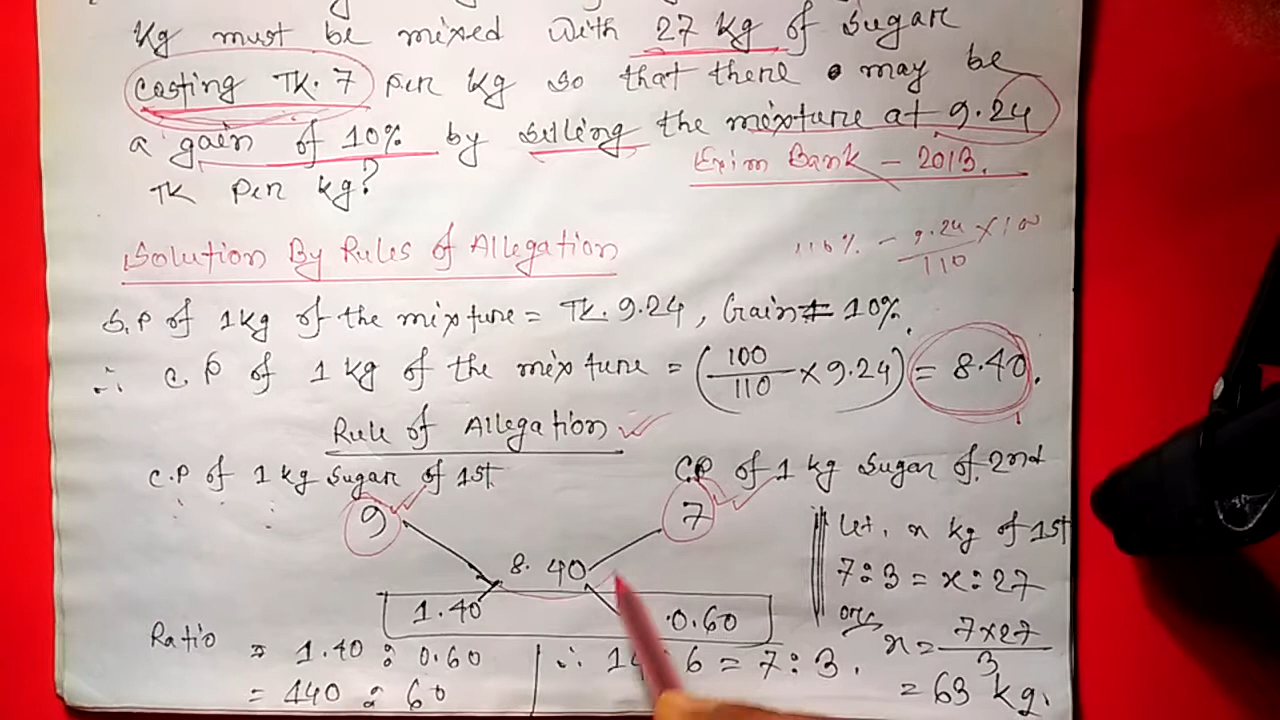 Kg must be mixed with 27 kg of Sugar
Costing TK. 7 per kg so that there may be
a gain of 10% by Selling the mixture at 9.24
TK per kg?
Exim Bank - 2013.
Solution By Rules of Allegation
110% - 9.24/110 × 100
S.P of 1kg of the mixture = TK. 9.24, Gain = 10%.
∴ C.P of 1 kg of the mixture = (100/110 × 9.24) = 8.40.
Rule of Allegation
C.P of 1 kg Sugar of 1st
C.P of 1 kg Sugar of 2nd
9
7
8.40
1.40
0.60
Let, x kg of 1st
7:3 = x:27
or,
x = 7×27/3
= 63 kg.
Ratio = 1.40 : 0.60
= 140 : 60
∴ 14 : 6 = 7:3.